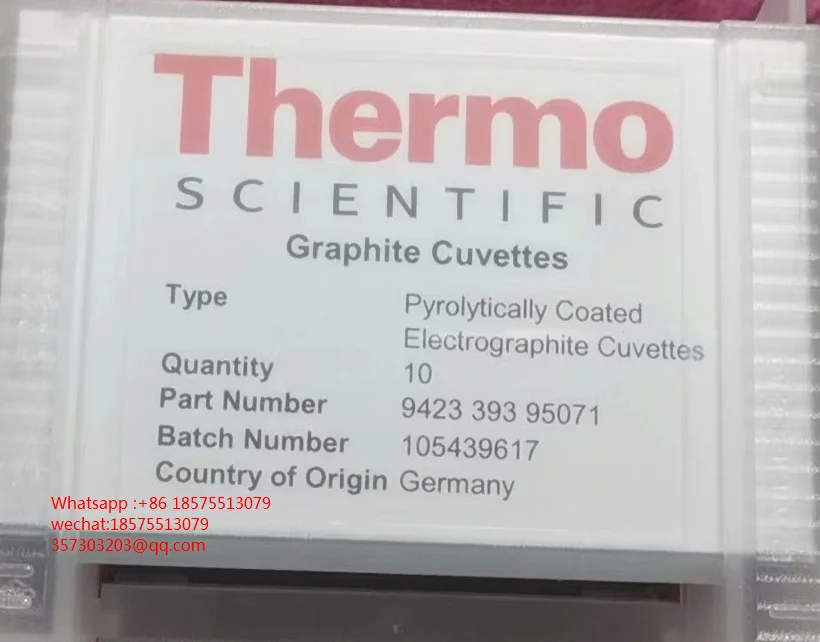 Thermo
SCIENTIFIC
Graphite Cuvettes
Type Pyrolytically Coated
Electrographite Cuvettes
Quantity 10
Part Number 9423 393 95071
Batch Number 105439617
Country of Origin Germany
Whatsapp :+86 18575513079
wechat:18575513079
357303203@qq.com